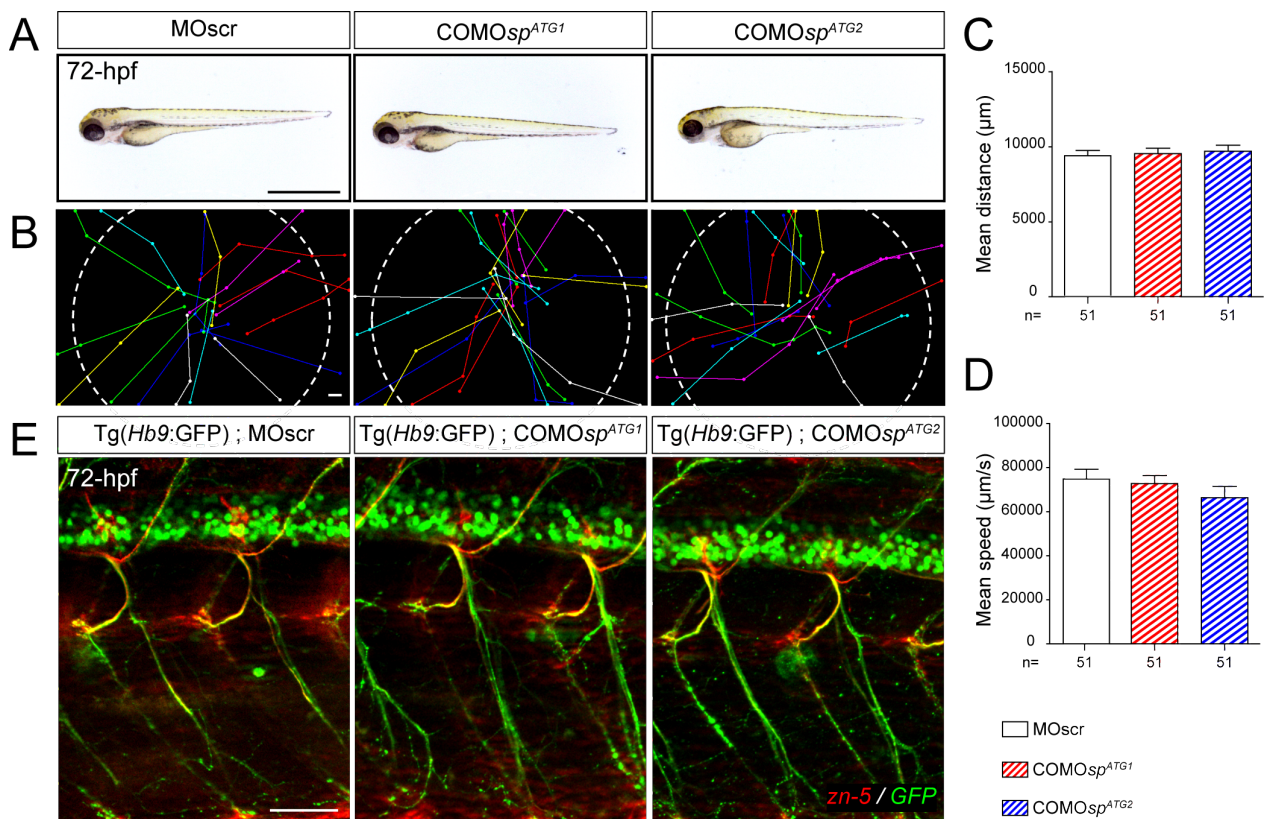 A
MOscr
COMOsp^ATG1
COMOsp^ATG2
72-hpf
B
C
15000
10000
5000
0
Mean distance (μm)
n= 51 51 51
D
100000
80000
60000
40000
20000
0
Mean speed (μm/s)
n= 51 51 51
E
Tg(Hb9:GFP) ; MOscr
Tg(Hb9:GFP) ; COMOsp^ATG1
Tg(Hb9:GFP) ; COMOsp^ATG2
72-hpf
zn-5 / GFP
MOscr
COMOsp^ATG1
COMOsp^ATG2